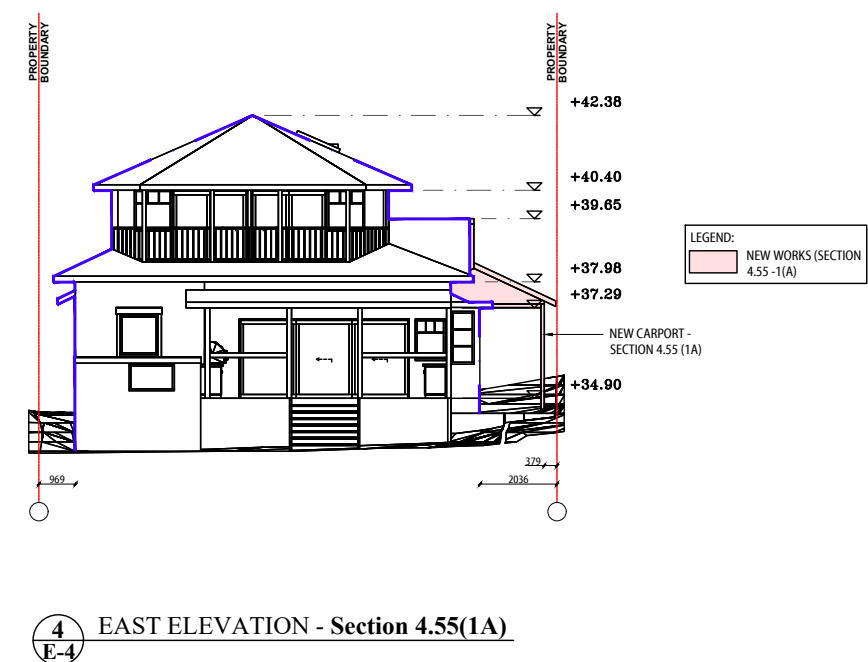 PROPERTY
BOUNDARY
PROPERTY
BOUNDARY
+42.38
+40.40
+39.65
+37.98
+37.29
+34.90
LEGEND:
NEW WORKS (SECTION
4.55 -1(A)
NEW CARPORT -
SECTION 4.55 (1A)
379
969
2036
4
E-4
EAST ELEVATION - Section 4.55(1A)